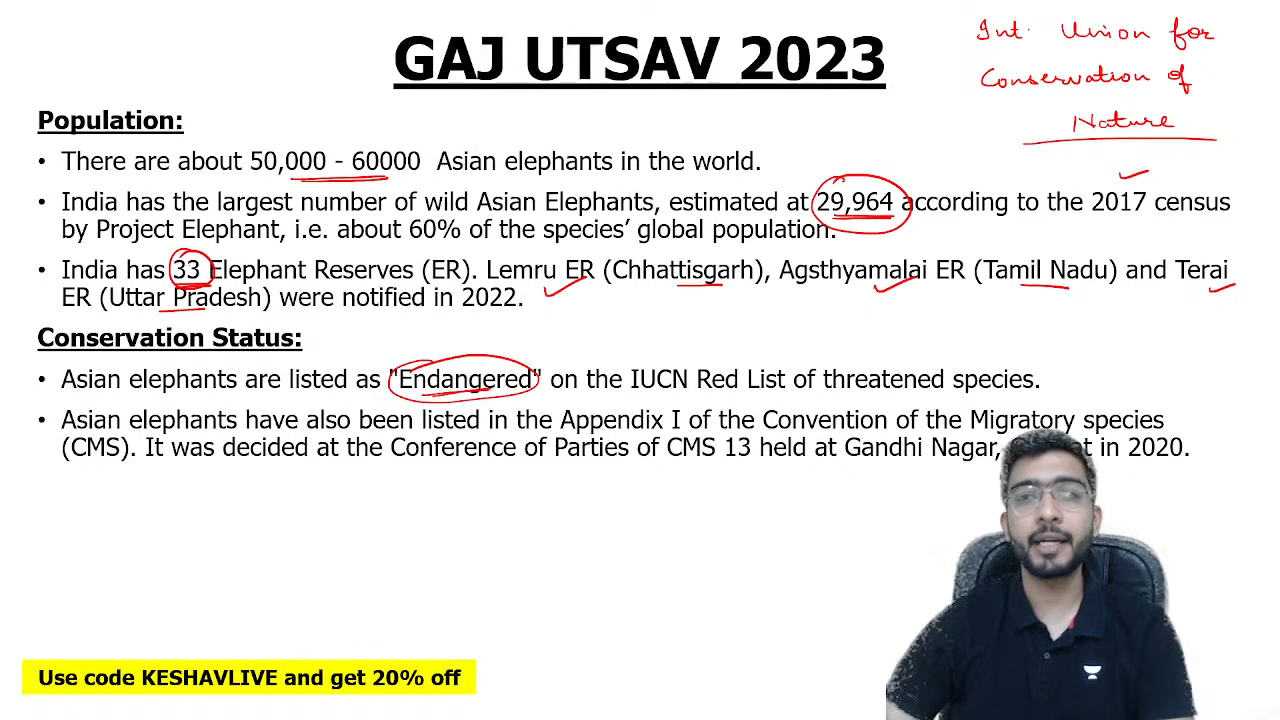 GAJ UTSAV 2023
Int. Union for
Conservation of
Nature
Population:
• There are about 50,000 - 60000 Asian elephants in the world.
• India has the largest number of wild Asian Elephants, estimated at 29,964 according to the 2017 census
by Project Elephant, i.e. about 60% of the species' global population.
• India has 33 Elephant Reserves (ER). Lemru ER (Chhattisgarh), Agsthyamalai ER (Tamil Nadu) and Terai
ER (Uttar Pradesh) were notified in 2022.
Conservation Status:
• Asian elephants are listed as "Endangered" on the IUCN Red List of threatened species.
• Asian elephants have also been listed in the Appendix I of the Convention of the Migratory species
(CMS). It was decided at the Conference of Parties of CMS 13 held at Gandhi Nagar, in 2020.
Use code KESHAVLIVE and get 20% off